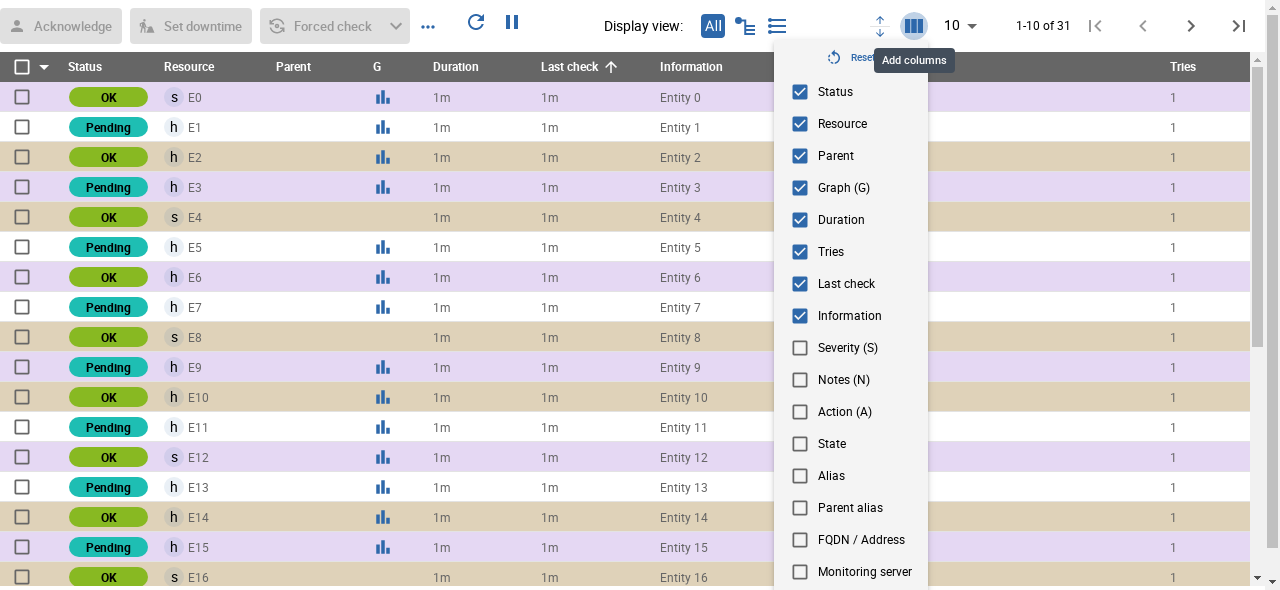 Acknowledge Set downtime Forced check Display view: All 10 1-10 of 31
Reset
Add columns
Status Resource Parent G Duration Last check Information Tries
OK s E0 1m 1m Entity 0 1
Pending h E1 1m 1m Entity 1 1
OK h E2 1m 1m Entity 2 1
Pending h E3 1m 1m Entity 3 1
OK s E4 1m 1m Entity 4 1
Pending h E5 1m 1m Entity 5 1
OK h E6 1m 1m Entity 6 1
Pending h E7 1m 1m Entity 7 1
OK s E8 1m 1m Entity 8 1
Pending h E9 1m 1m Entity 9 1
OK h E10 1m 1m Entity 10 1
Pending h E11 1m 1m Entity 11 1
OK s E12 1m 1m Entity 12 1
Pending h E13 1m 1m Entity 13 1
OK h E14 1m 1m Entity 14 1
Pending h E15 1m 1m Entity 15 1
OK s E16 1m 1m Entity 16 1
Status
Resource
Parent
Graph (G)
Duration
Tries
Last check
Information
Severity (S)
Notes (N)
Action (A)
State
Alias
Parent alias
FQDN / Address
Monitoring server